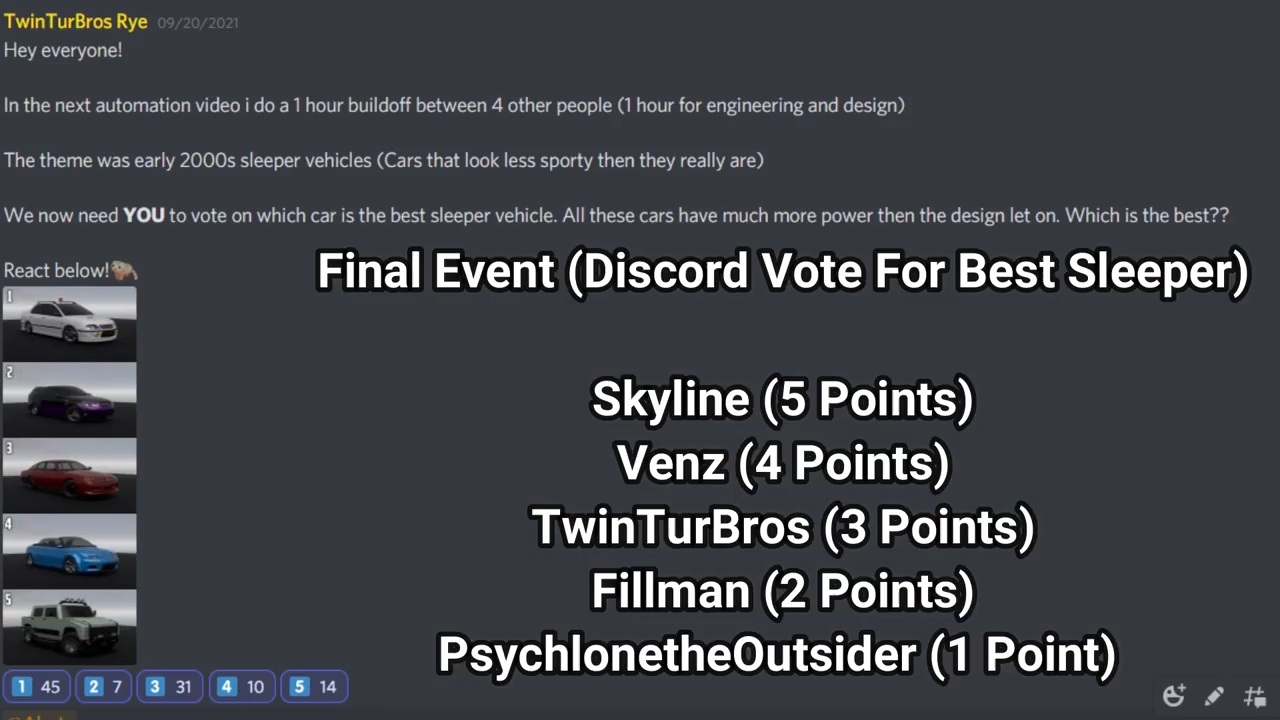 TwinTurBros Rye 09/20/2021
Hey everyone!
In the next automation video i do a 1 hour buildoff between 4 other people (1 hour for engineering and design)
The theme was early 2000s sleeper vehicles (Cars that look less sporty then they really are)
We now need YOU to vote on which car is the best sleeper vehicle. All these cars have much more power then the design let on. Which is the best??
React below!
Final Event (Discord Vote For Best Sleeper)
1
2
3
4
5
Skyline (5 Points)
Venz (4 Points)
TwinTurBros (3 Points)
Fillman (2 Points)
PsychlonetheOutsider (1 Point)
1 45 2 7 3 31 4 10 5 14